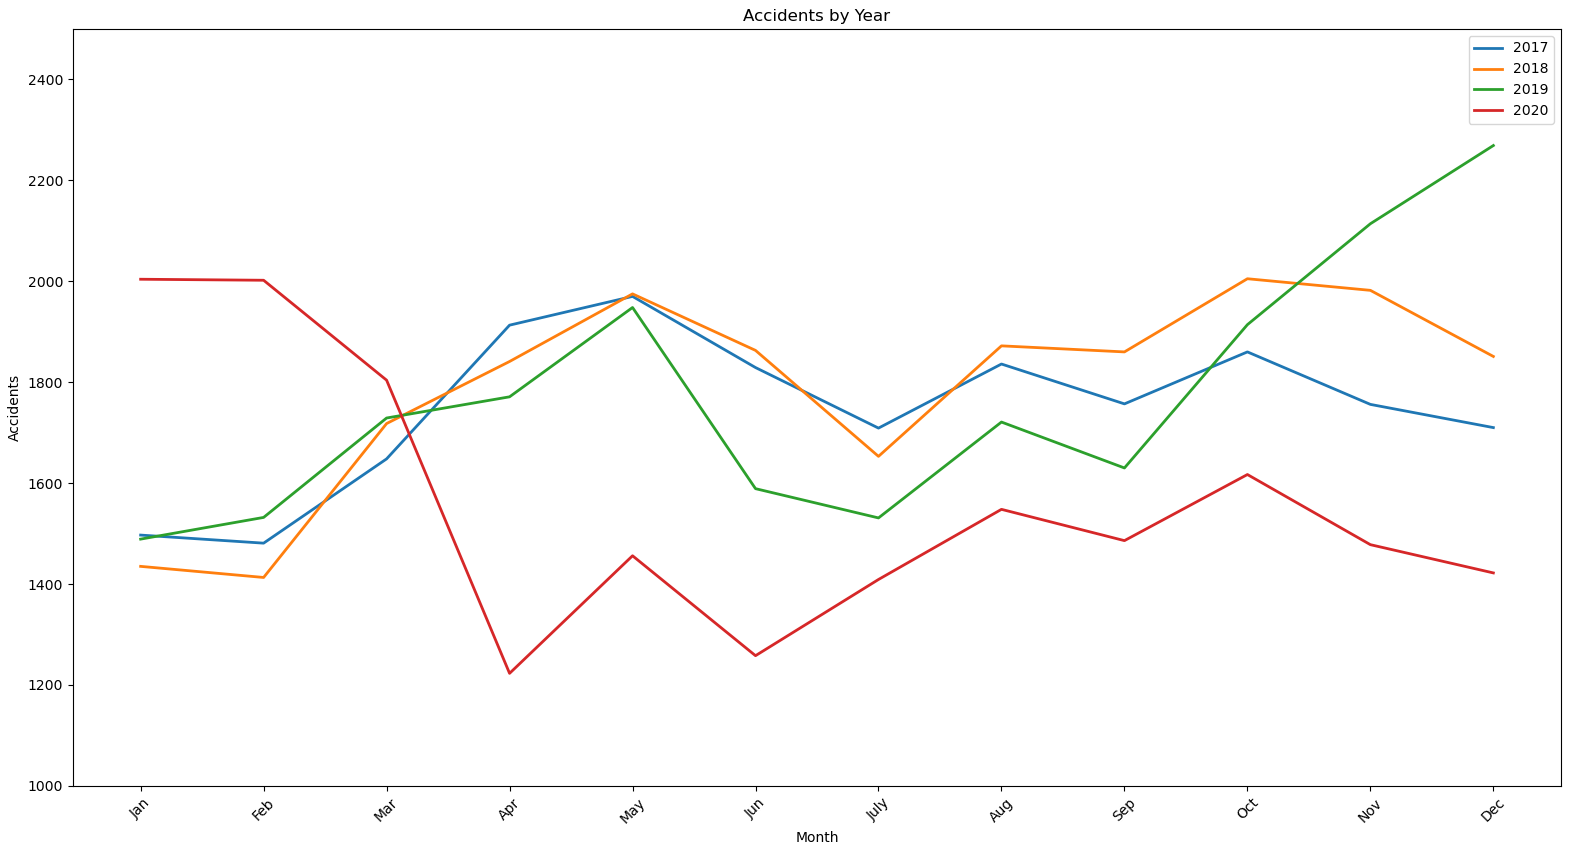 Accidents by Year
2017
2018
2019
2020
2400
2200
2000
1800
1600
1400
1200
1000
Accidents
Jan
Feb
Mar
Apr
May
Jun
July
Aug
Sep
Oct
Nov
Dec
Month